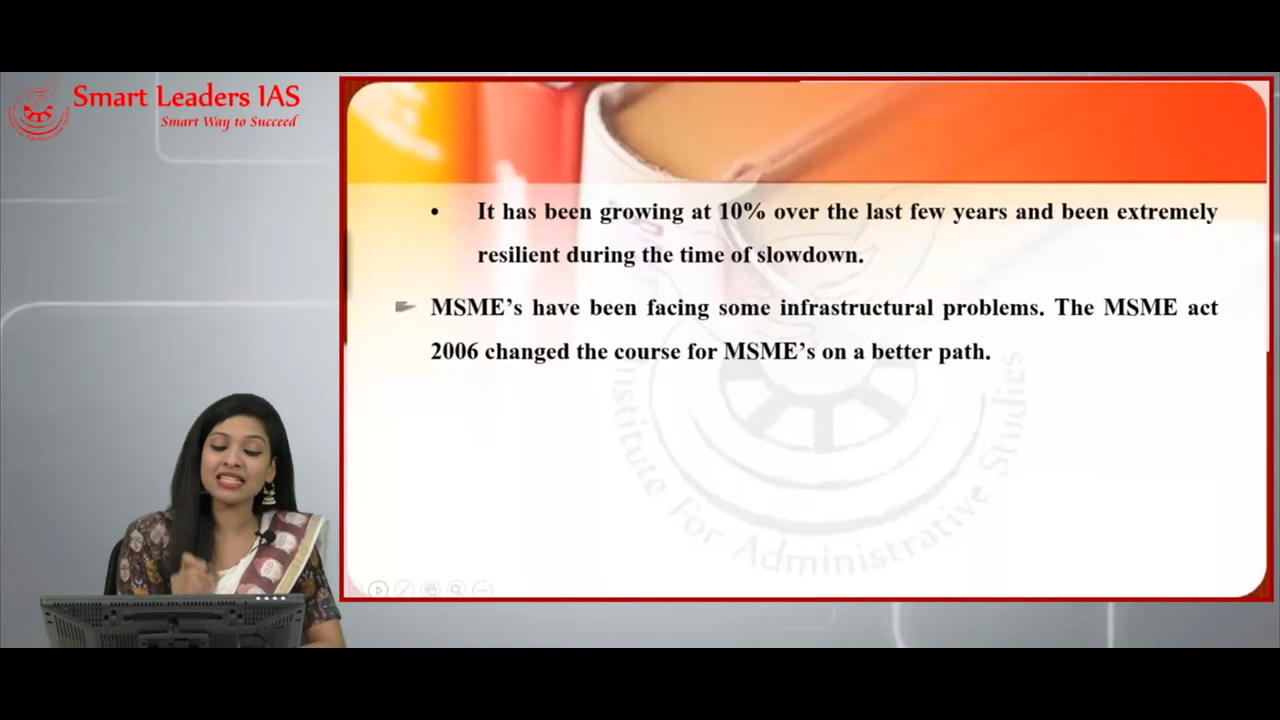 Smart Leaders IAS
Smart Way to Succeed
• It has been growing at 10% over the last few years and been extremely
resilient during the time of slowdown.
MSME’s have been facing some infrastructural problems. The MSME act
2006 changed the course for MSME’s on a better path.
Institute For Administrative Studies